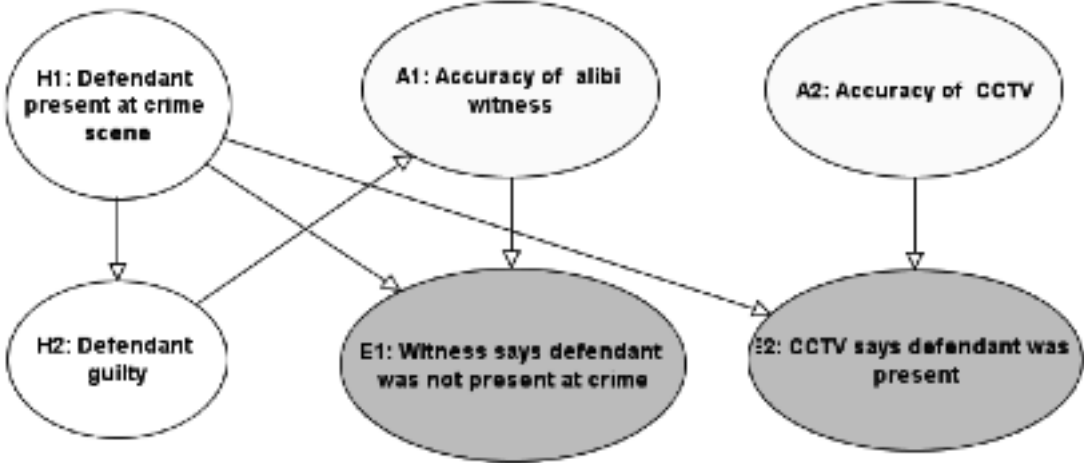 H1: Defendant
present at crime
scene
A1: Accuracy of alibi
witness
A2: Accuracy of CCTV
H2: Defendant
guilty
E1: Witness says defendant
was not present at crime
E2: CCTV says defendant was
present